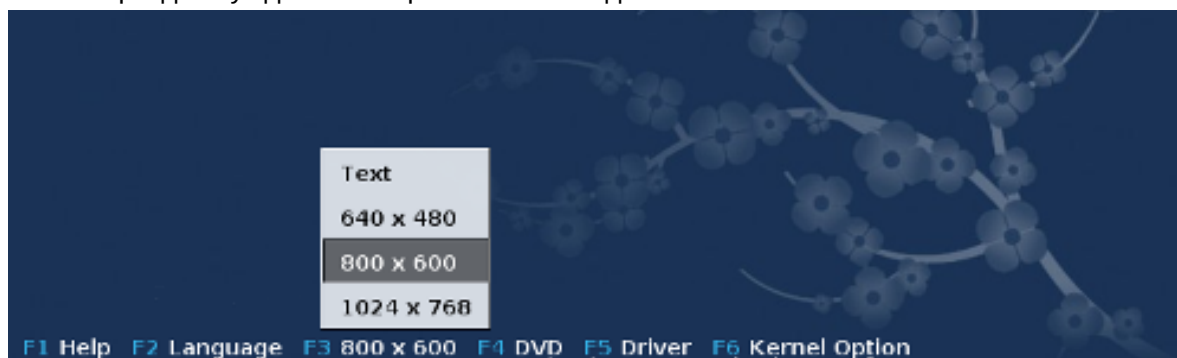 Text
640 x 480
800 x 600
1024 x 768
F1 Help F2 Language F3 800 x 600 F4 DVD F5 Driver F6 Kernel Option